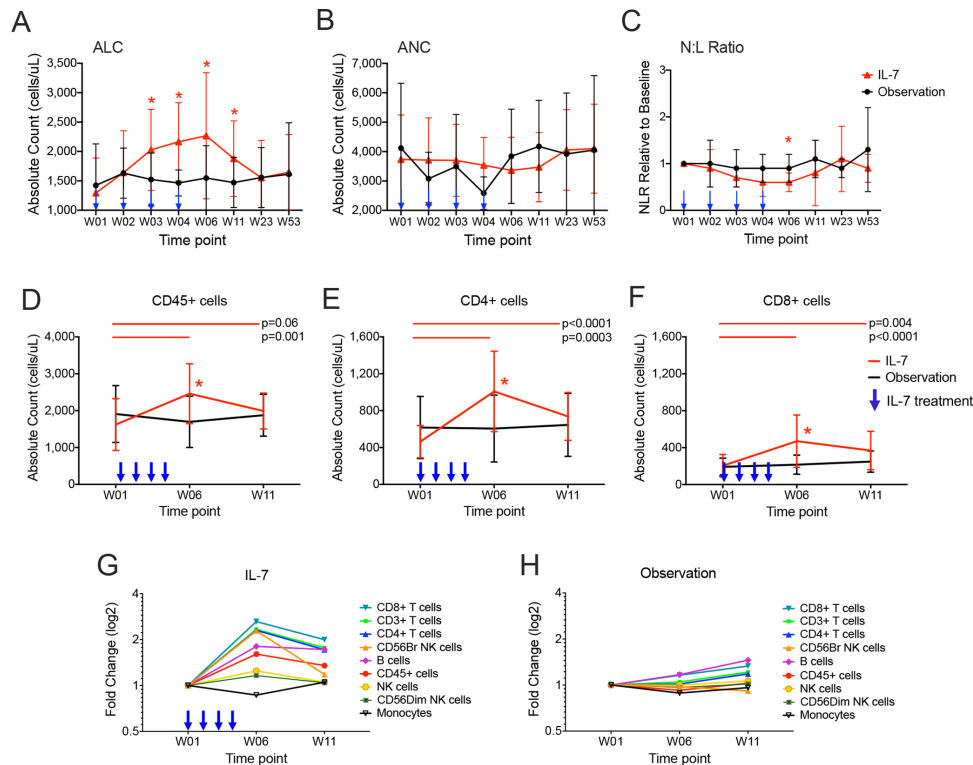 A
ALC
Absolute Count (cells/uL)
3,500
3,000
2,500
2,000
1,500
1,000
*
*
*
*
W01 W02 W03 W04 W06 W11 W23 W53
Time point
B
ANC
Absolute Count (cells/uL)
7,000
6,000
5,000
4,000
3,000
2,000
W01 W02 W03 W04 W06 W11 W23 W53
Time point
C
N:L Ratio
NLR Relative to Baseline
3
2
1
0
*
IL-7
Observation
W01 W02 W03 W04 W06 W11 W23 W53
Time point
D
CD45+ cells
Absolute Count (cells/uL)
4,000
3,000
2,000
1,000
0
p=0.06
p=0.001
*
W01 W06 W11
Time point
E
CD4+ cells
Absolute Count (cells/uL)
1,600
1,200
800
400
0
p<0.0001
p=0.0003
*
W01 W06 W11
Time point
F
CD8+ cells
Absolute Count (cells/uL)
1,600
1,200
800
400
0
p=0.004
p<0.0001
*
IL-7
Observation
IL-7 treatment
W01 W06 W11
Time point
G
IL-7
Fold Change (log2)
4
2
1
0.5
W01 W06 W11
Time point
CD8+ T cells
CD3+ T cells
CD4+ T cells
CD56Br NK cells
B cells
CD45+ cells
NK cells
CD56Dim NK cells
Monocytes
H
Observation
Fold Change (log2)
4
2
1
0.5
W01 W06 W11
Time point
CD8+ T cells
CD3+ T cells
CD4+ T cells
CD56Br NK cells
B cells
CD45+ cells
NK cells
CD56Dim NK cells
Monocytes